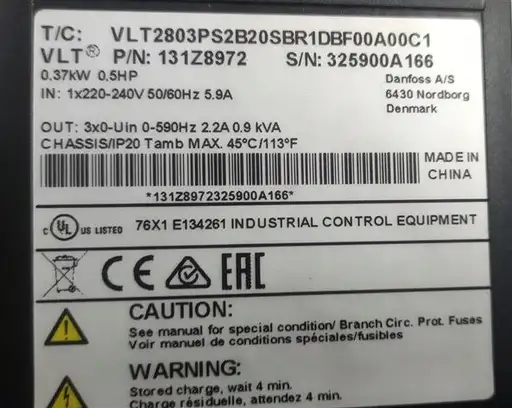 T/C: VLT2803PS2B20SBR1DBF00A00C1
VLT® P/N: 131Z8972 S/N: 325900A166
0.37kW 0.5HP
Danfoss A/S
IN: 1x220-240V 50/60Hz 5.9A
6430 Nordborg
Denmark
OUT: 3x0-Uin 0-590Hz 2.2A 0.9 kVA
CHASSIS/IP20 Tamb MAX. 45°C/113°F
MADE IN
CHINA
*131Z8972325900A166*
c UL US LISTED 76X1 E134261 INDUSTRIAL CONTROL EQUIPMENT
CE EAC
CAUTION:
See manual for special condition/ Branch Circ. Prot. Fuses
Voir manuel de conditions spéciales/fusibles
WARNING:
Stored charge, wait 4 min.
Charge résiduelle, attendez 4 min.